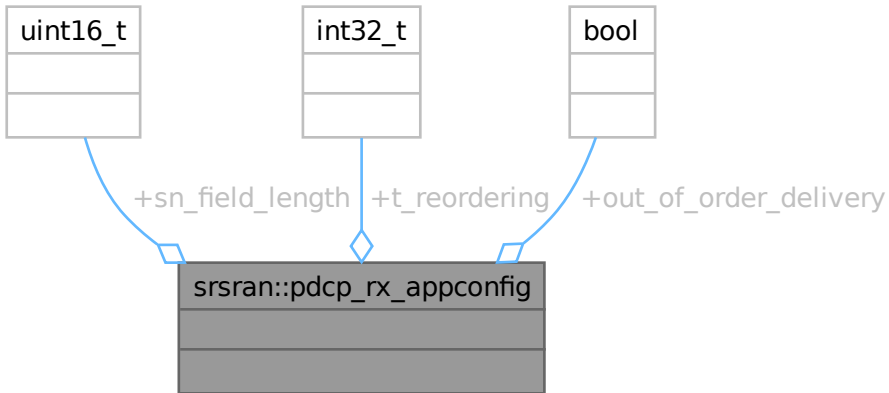 uint16_t
int32_t
bool
+sn_field_length
+t_reordering
+out_of_order_delivery
srsran::pdcp_rx_appconfig